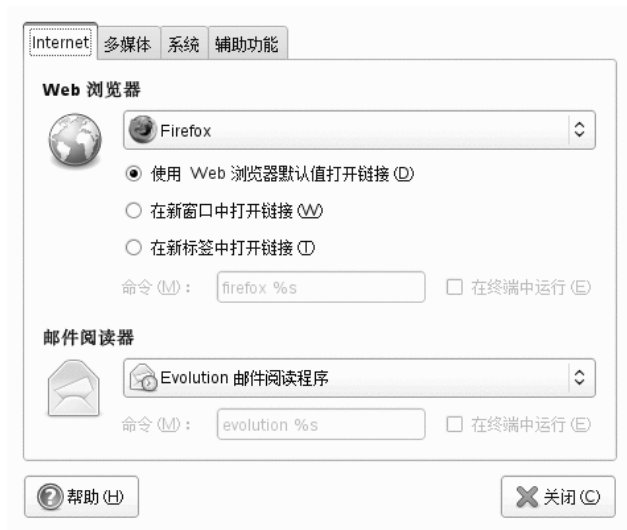 Internet 多媒体 系统 辅助功能
Web 浏览器
Firefox
使用 Web 浏览器默认值打开链接 (D)
在新窗口中打开链接 (W)
在新标签中打开链接 (T)
命令 (M)： firefox %s 在终端中运行 (E)
邮件阅读器
Evolution 邮件阅读程序
命令 (M)： evolution %s 在终端中运行 (E)
帮助 (H) 关闭 (C)